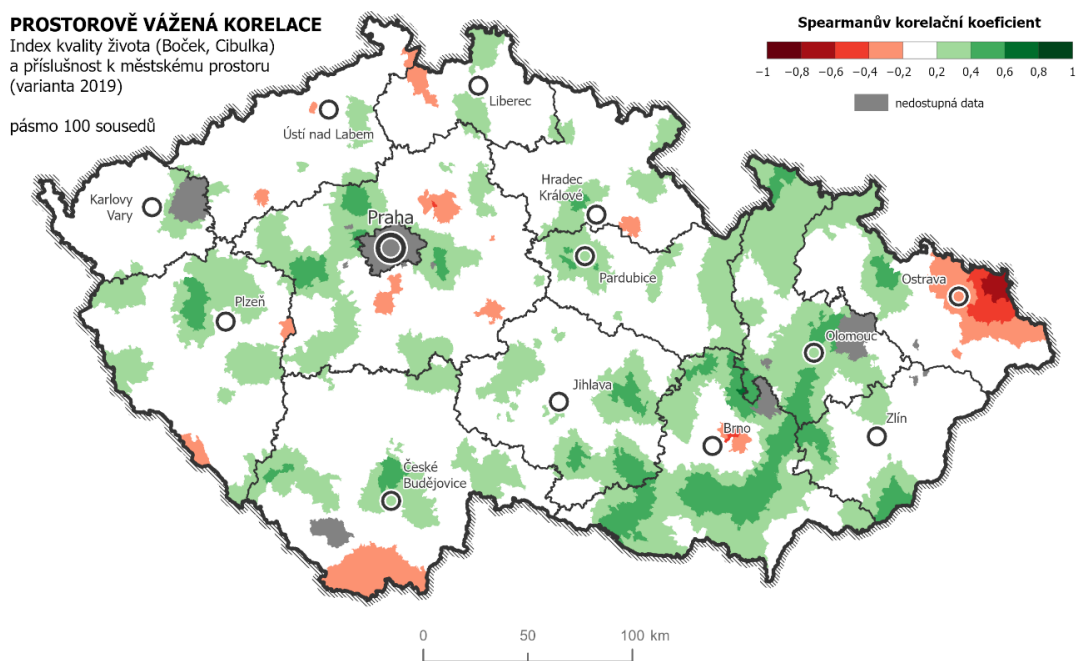 PROSTOROVĚ VÁŽENÁ KORELACE
Index kvality života (Boček, Cibulka)
a příslušnost k městskému prostoru
(varianta 2019)
pásmo 100 sousedů
Spearmanův korelační koeficient
−1 −0,8 −0,6 −0,4 −0,2 0,2 0,4 0,6 0,8 1
nedostupná data
Liberec
Ústí nad Labem
Karlovy
Vary
Hradec
Králové
Praha
Pardubice
Ostrava
Plzeň
Olomouc
Jihlava
Zlín
Brno
České
Budějovice
0 50 100 km